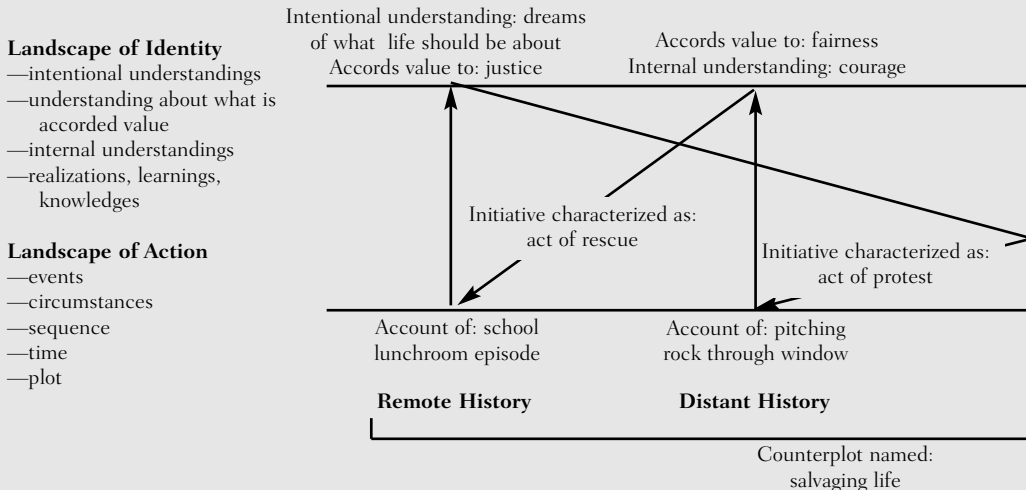 Landscape of Identity
—intentional understandings
—understanding about what is
accorded value
—internal understandings
—realizations, learnings,
knowledges
Landscape of Action
—events
—circumstances
—sequence
—time
—plot
Intentional understanding: dreams
of what life should be about
Accords value to: justice
Accords value to: fairness
Internal understanding: courage
Initiative characterized as:
act of rescue
Initiative characterized as:
act of protest
Account of: school
lunchroom episode
Account of: pitching
rock through window
Remote History
Distant History
Counterplot named:
salvaging life